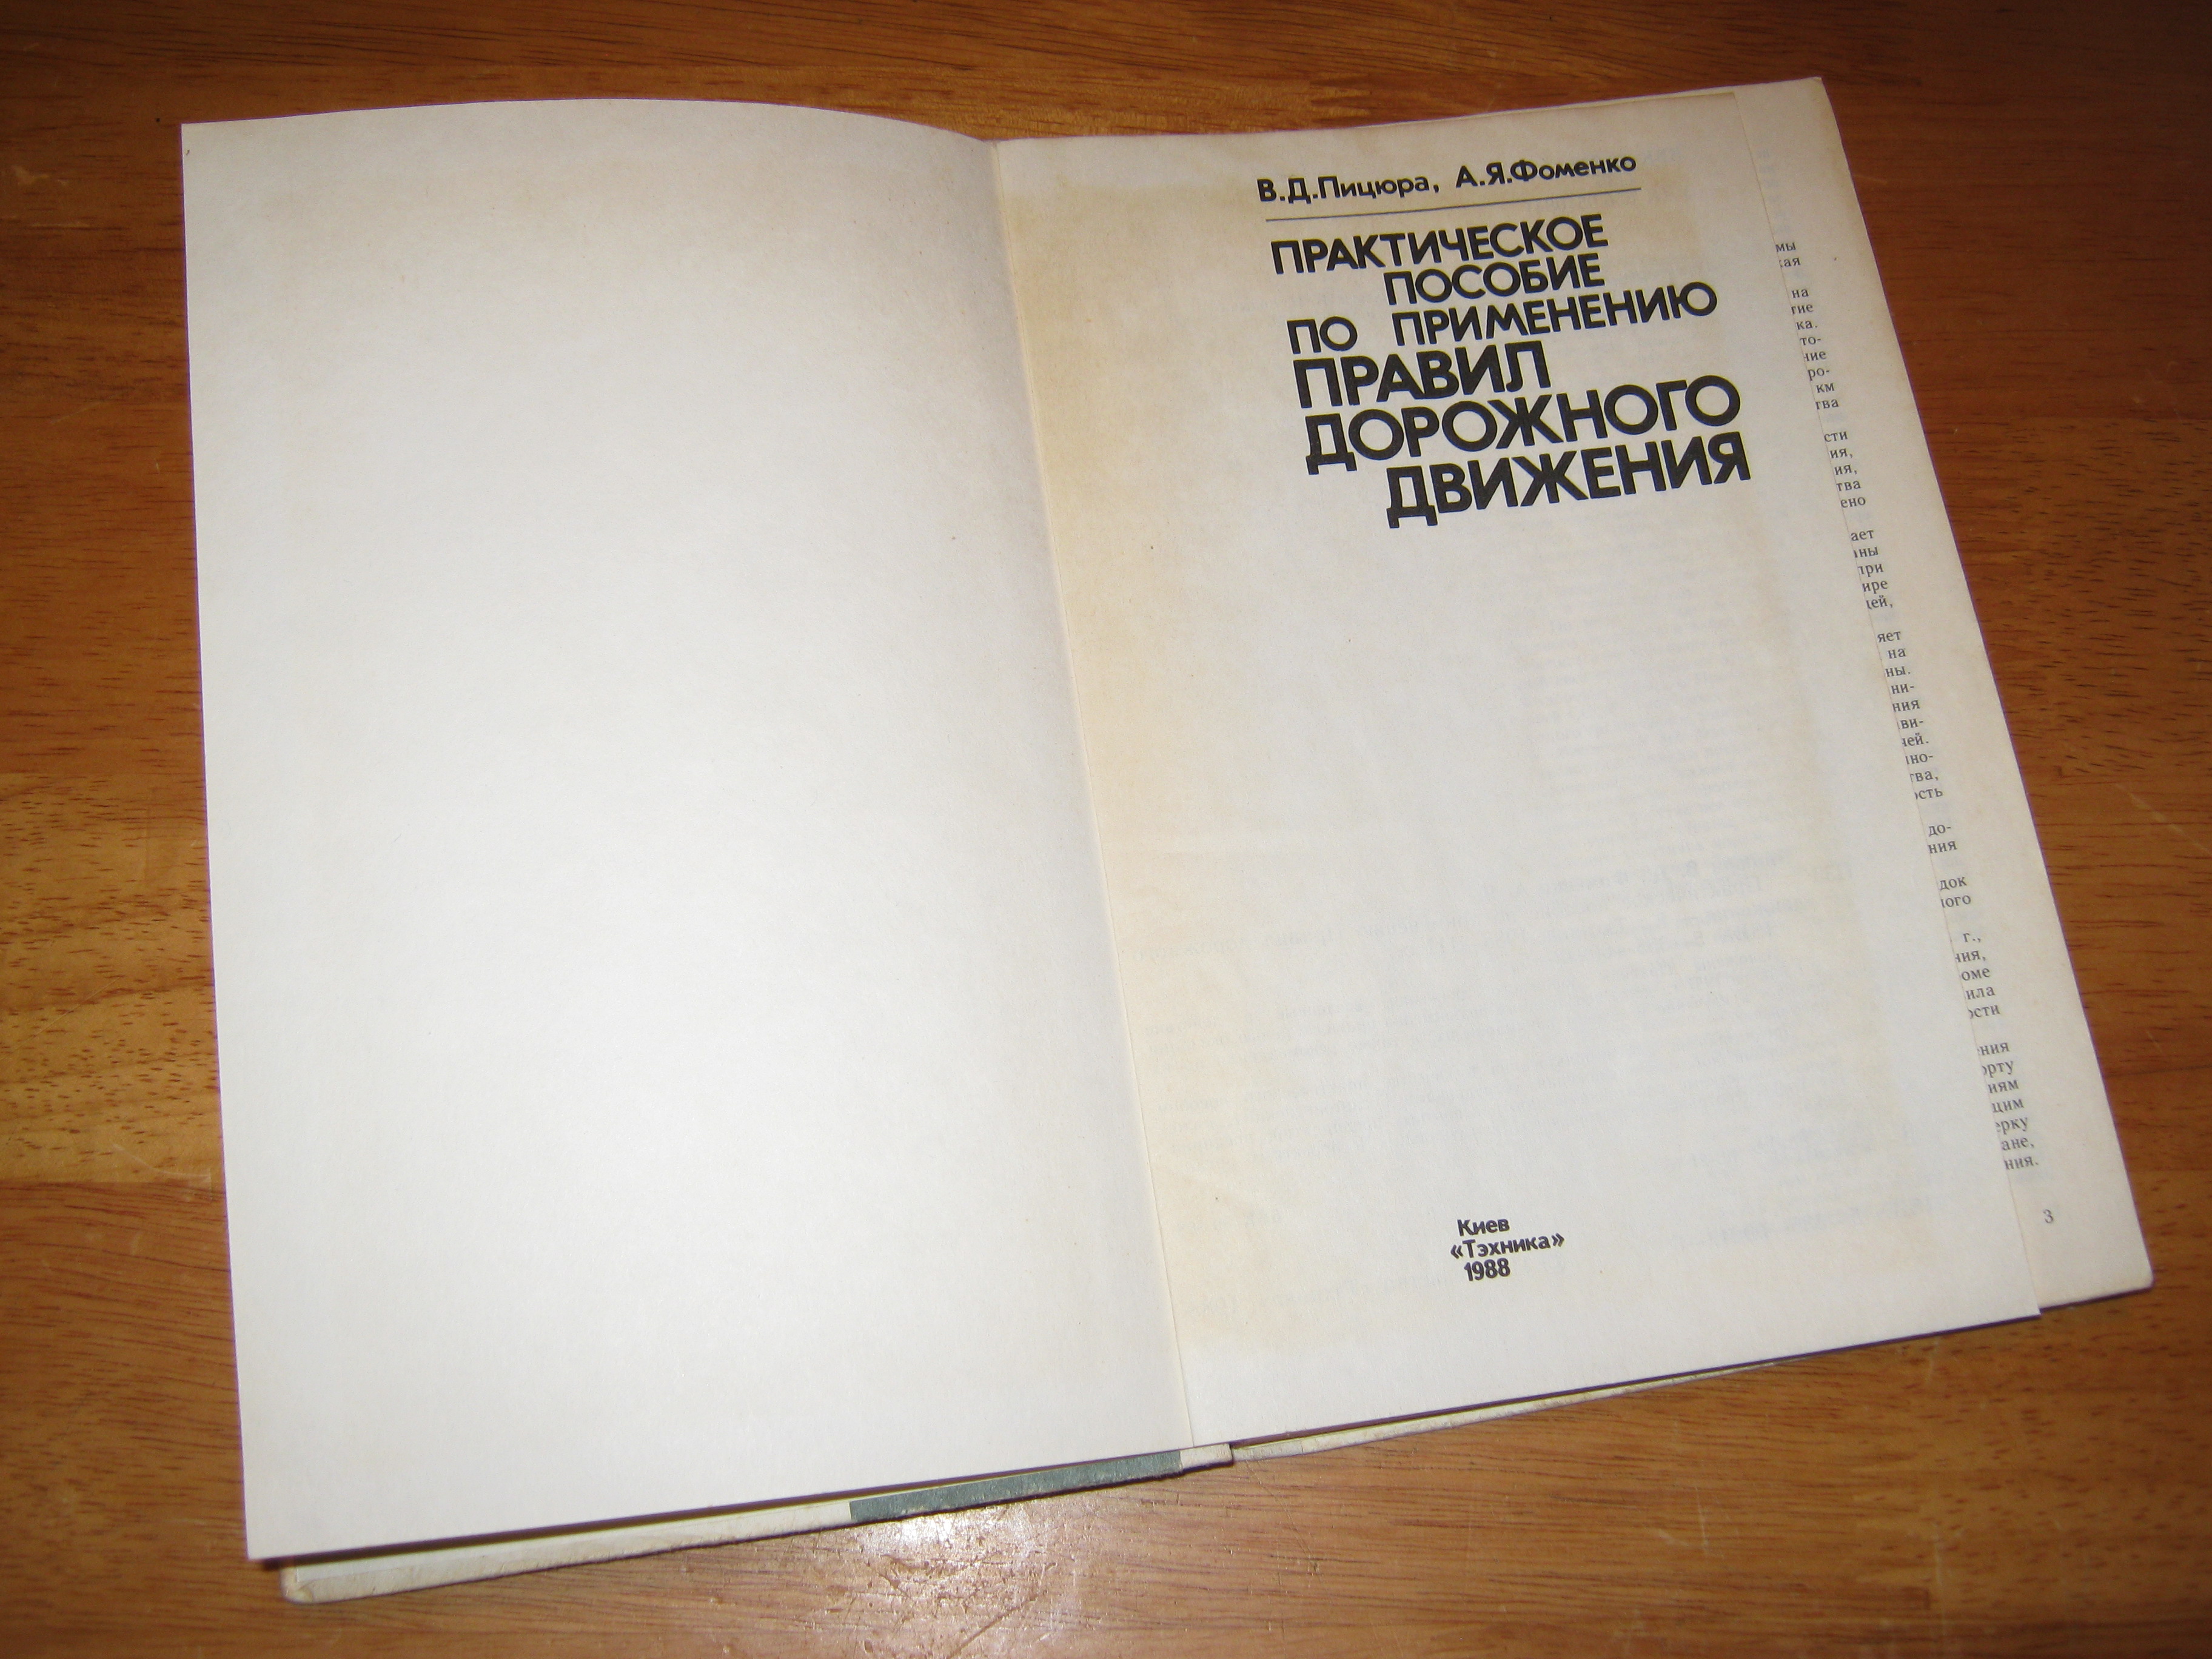 В.Д.Пицюра, А.Я.Фоменко
ПРАКТИЧЕСКОЕ
ПОСОБИЕ
ПО ПРИМЕНЕНИЮ
ПРАВИЛ
ДОРОЖНОГО
ДВИЖЕНИЯ
Киев
«Тэхника»
1988
3